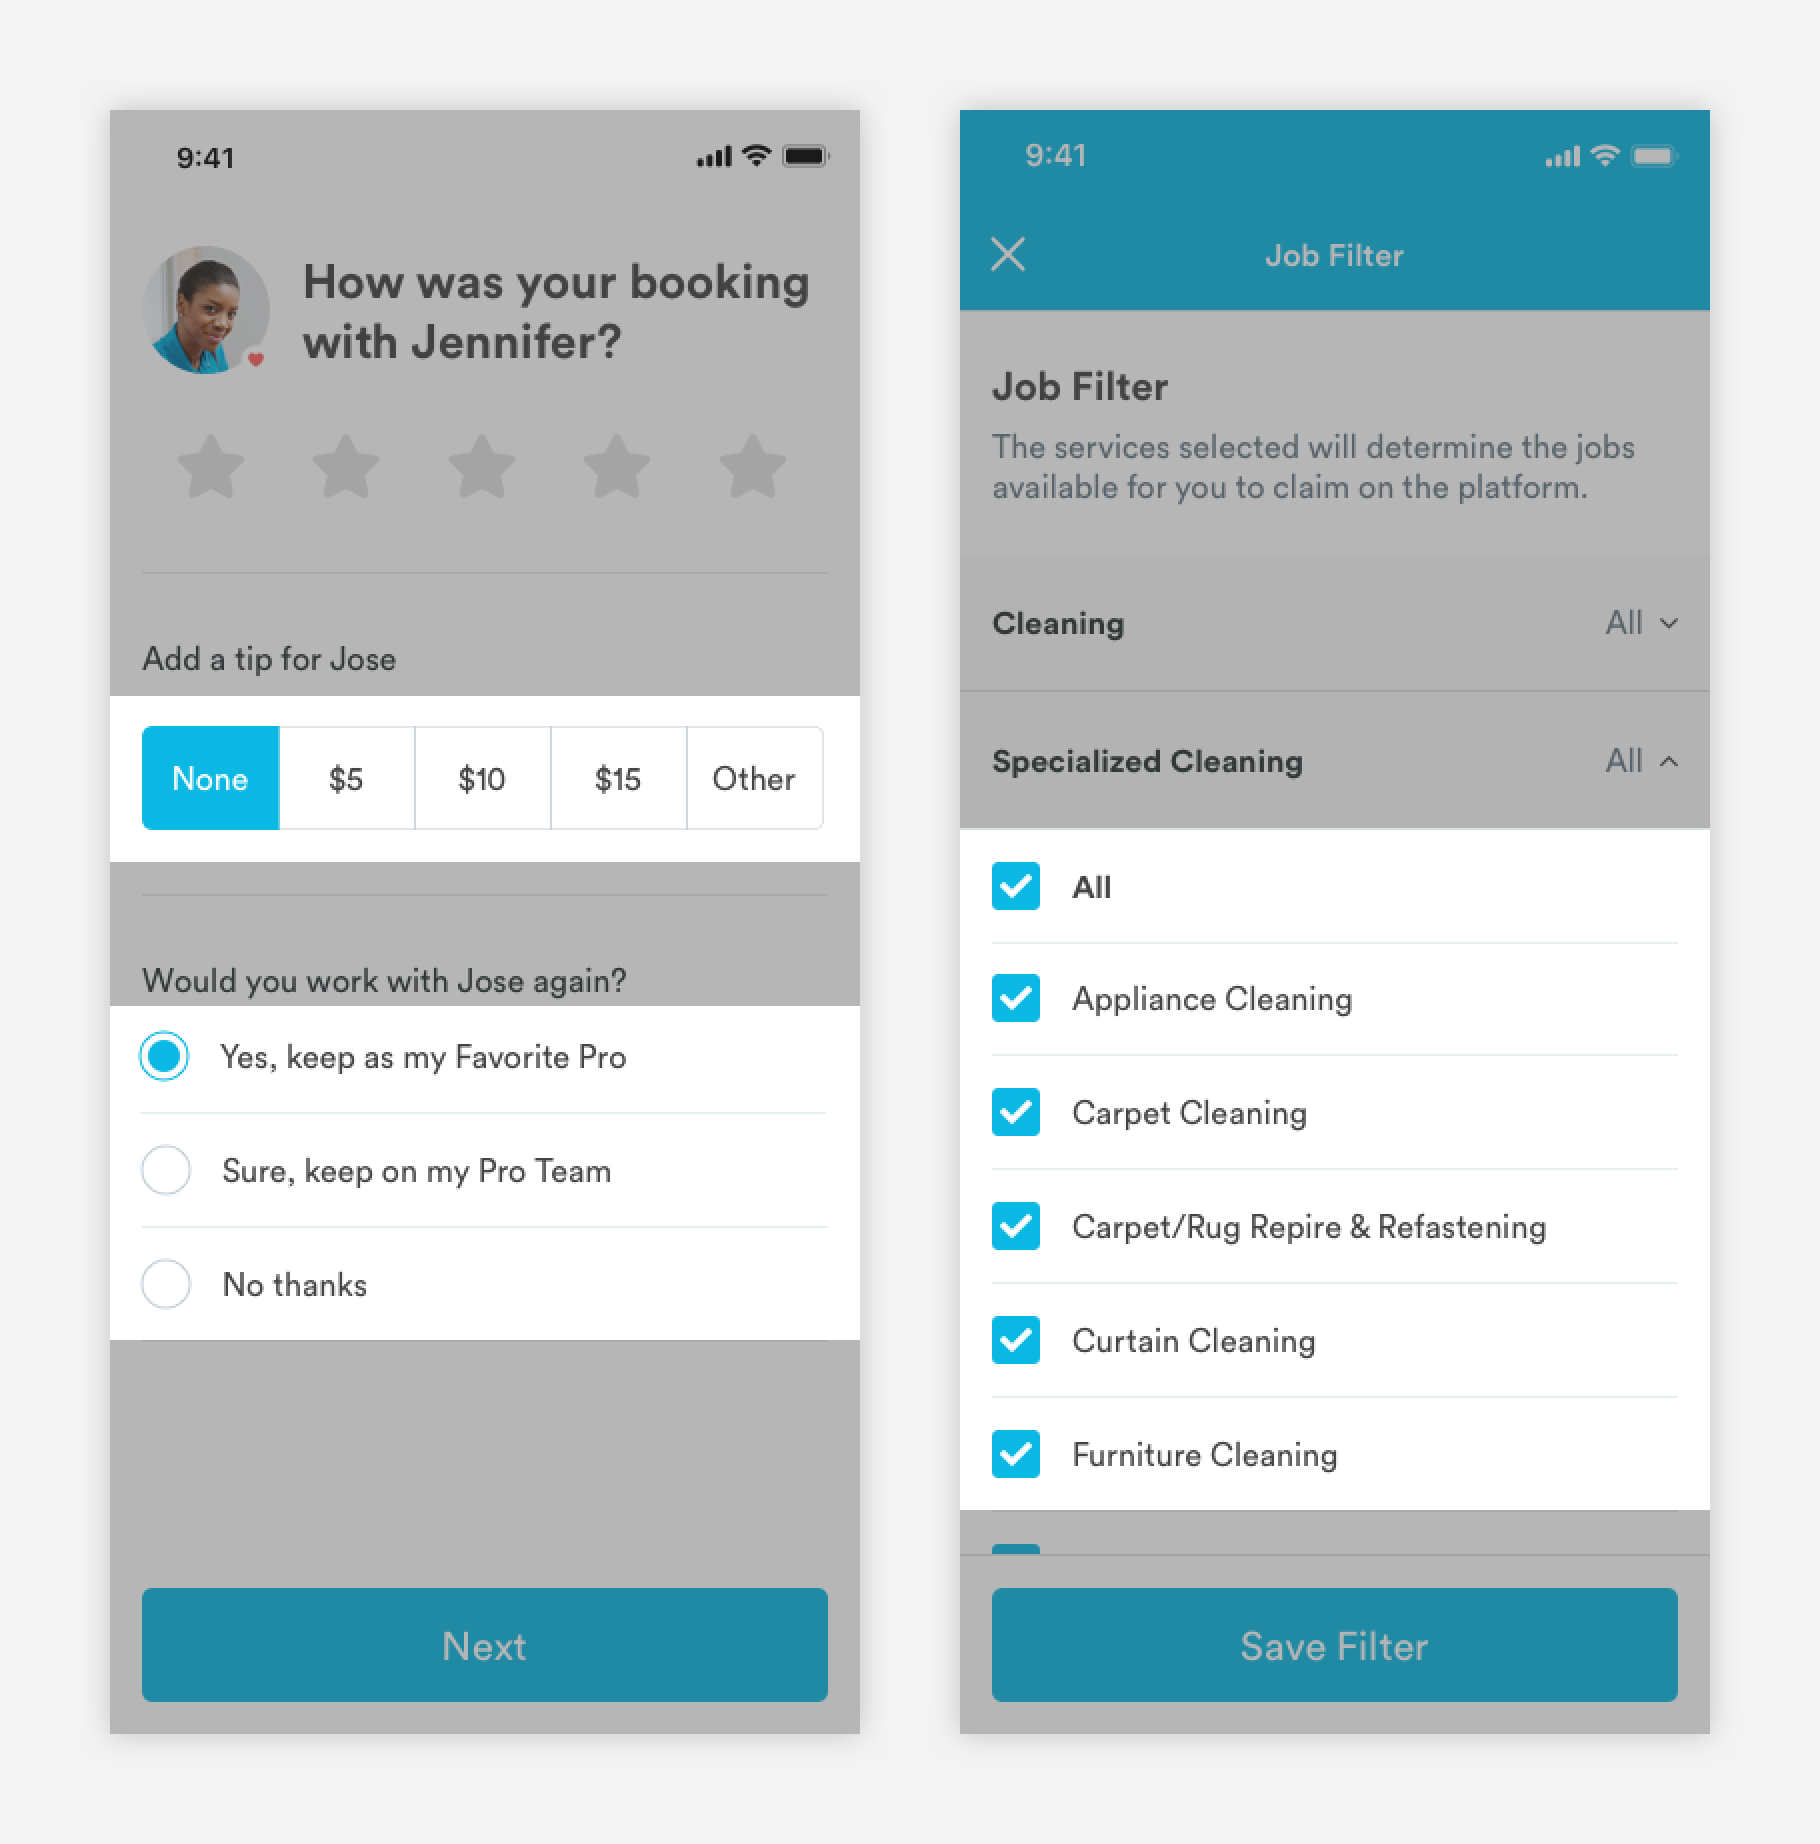 9:41
How was your booking
with Jennifer?
Add a tip for Jose
None $5 $10 $15 Other
Would you work with Jose again?
Yes, keep as my Favorite Pro
Sure, keep on my Pro Team
No thanks
Next
9:41
Job Filter
Job Filter
The services selected will determine the jobs
available for you to claim on the platform.
Cleaning All
Specialized Cleaning All
All
Appliance Cleaning
Carpet Cleaning
Carpet/Rug Repire & Refastening
Curtain Cleaning
Furniture Cleaning
Save Filter